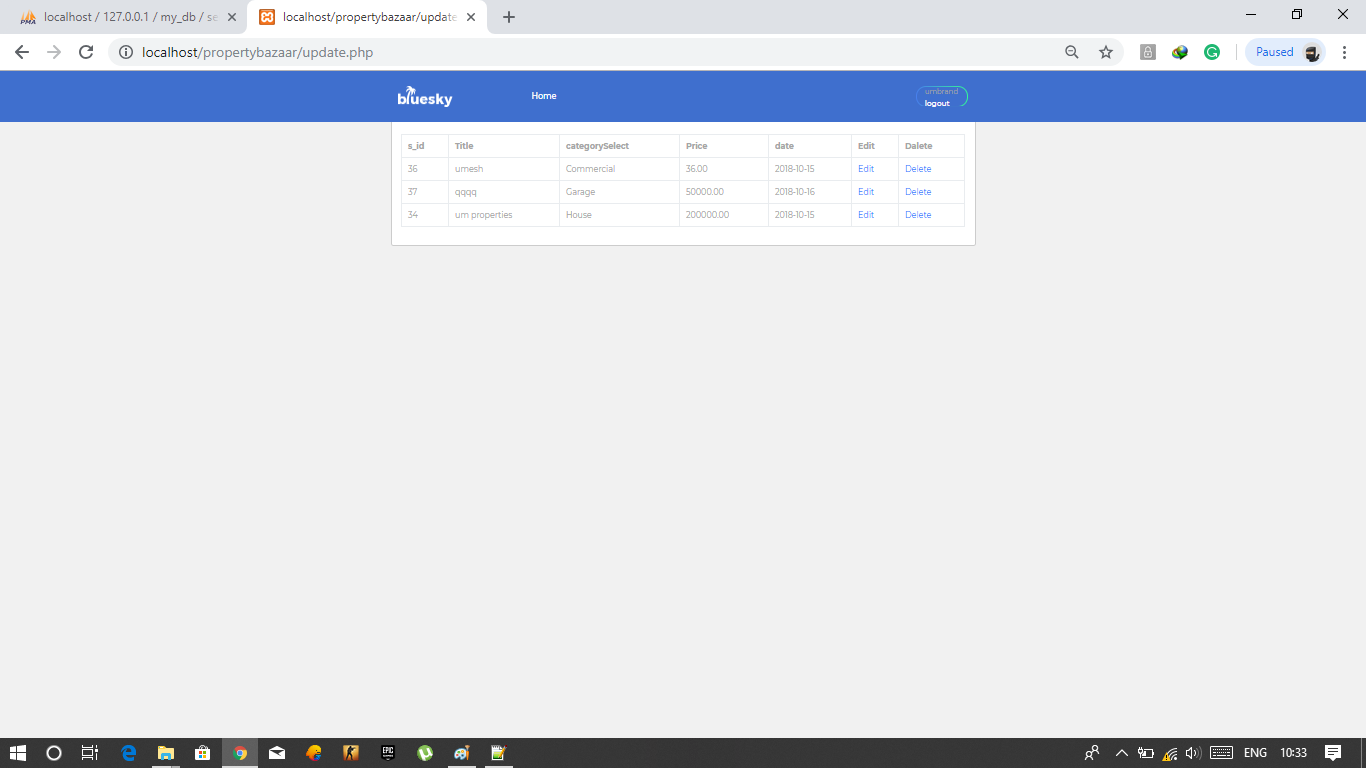 localhost / 127.0.0.1 / my_db / se
localhost/propertybazaar/update
localhost/propertybazaar/update.php
Paused
bluesky
Home
umbrand
logout
s_id Title categorySelect Price date Edit Dalete
36 umesh Commercial 36.00 2018-10-15 Edit Delete
37 qqqq Garage 50000.00 2018-10-16 Edit Delete
34 um properties House 200000.00 2018-10-15 Edit Delete
PMA
EPIC
ENG 10:33